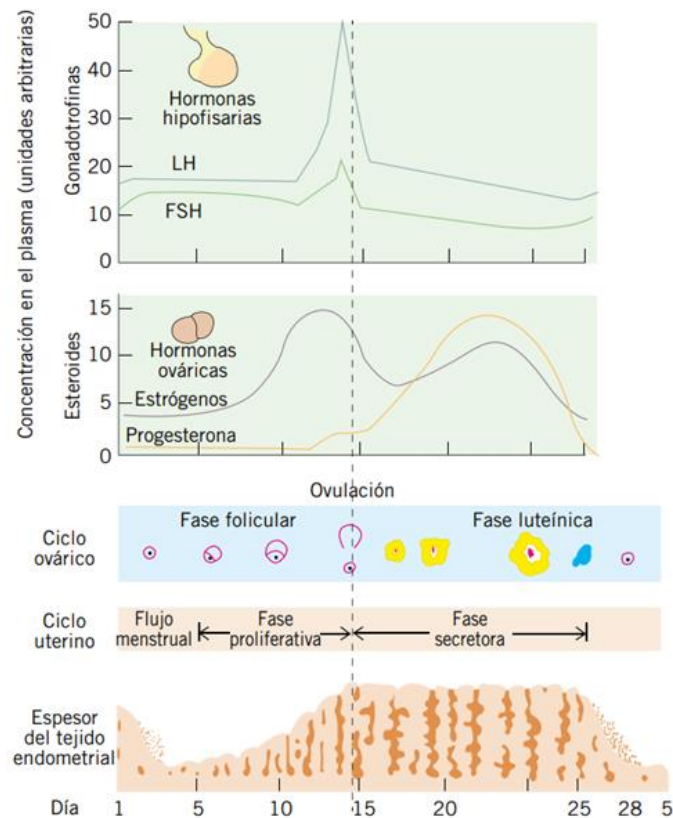 Concentración en el plasma (unidades arbitrarias)
Gonadotrofinas
50
40
30
20
10
0
Hormonas
hipofisarias
LH
FSH
Esteroides
15
10
5
0
Hormonas
ováricas
Estrógenos
Progesterona
Ovulación
Ciclo
ovárico
Fase folicular
Fase luteínica
Ciclo
uterino
Flujo
menstrual
Fase
proliferativa
Fase
secretora
Espesor
del tejido
endometrial
Día
1 5 10 15 20 25 28 5